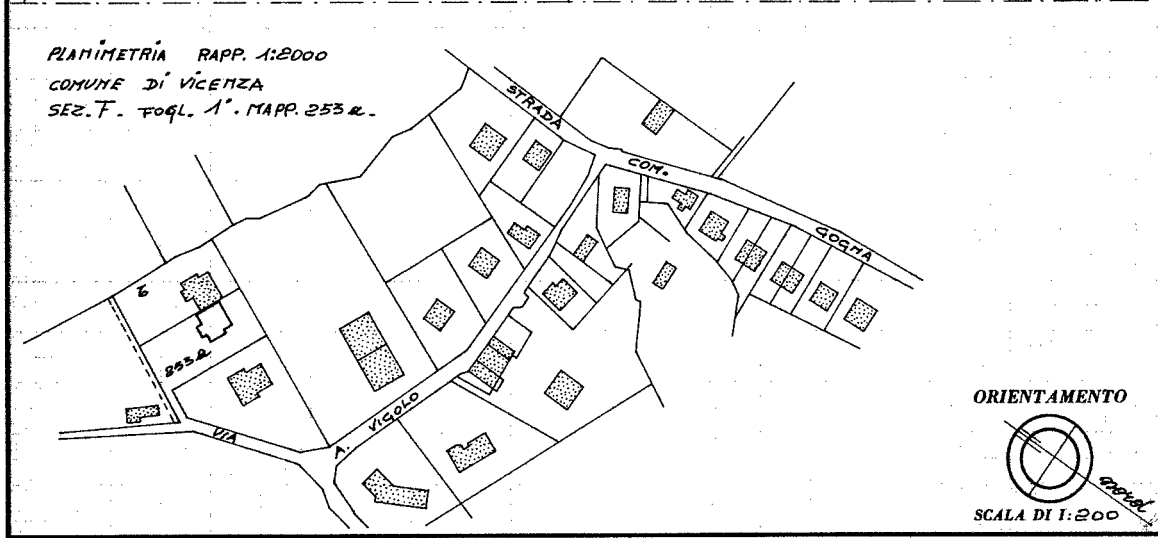 PLANIMETRIA RAPP. 1:2000
COMUNE DI VICENZA
SEZ. F. FOGL. 1°. MAPP. 253 a.
STRADA
COM.
GOGNA
b
253 a
VIA
A. VIGOLO
ORIENTAMENTO
nord
SCALA DI 1:200